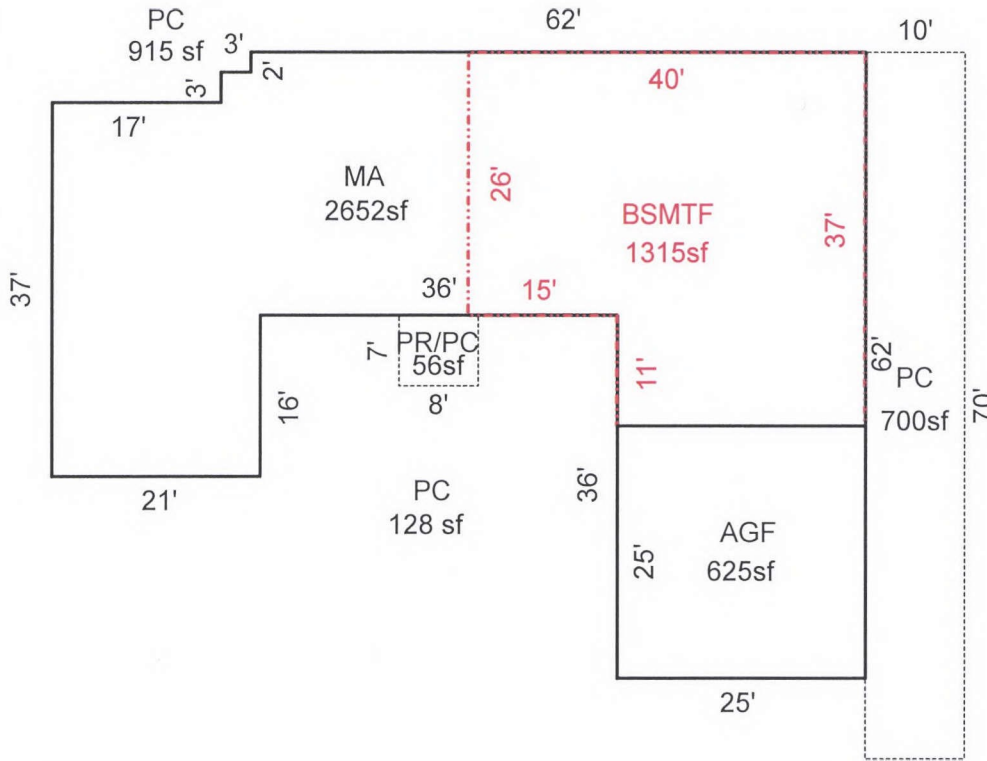 PC
915 sf
62'
10'
3'
2'
3'
17'
40'
MA
2652sf
26'
BSMTF
1315sf
37'
37'
36'
15'
PR/PC
56sf
7'
8'
11'
62'
PC
700sf
70'
16'
21'
PC
128 sf
36'
25'
AGF
625sf
25'